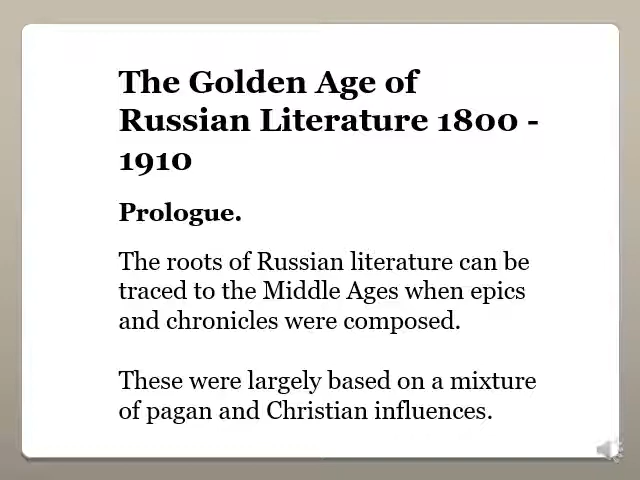 The Golden Age of
Russian Literature 1800 -
1910
Prologue.
The roots of Russian literature can be
traced to the Middle Ages when epics
and chronicles were composed.
These were largely based on a mixture
of pagan and Christian influences.